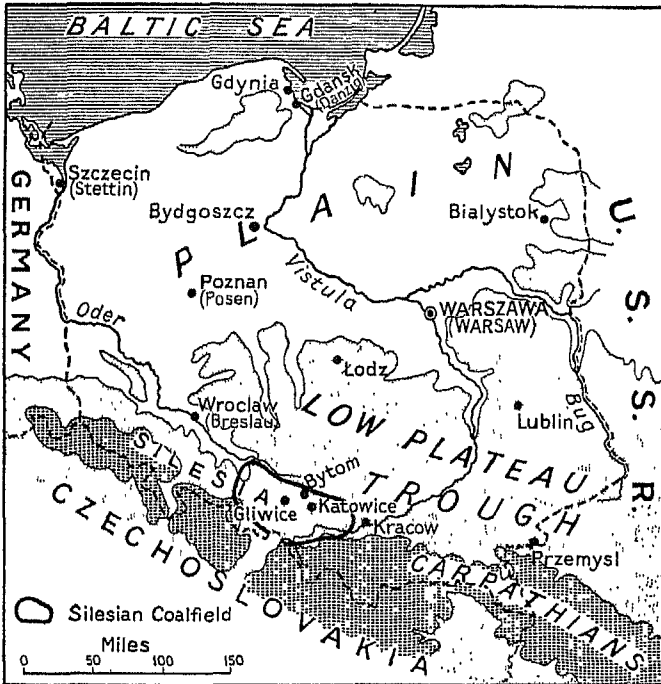 BALTIC SEA
Gdynia
Gdańsk
(Danzig)
Szczecin
(Stettin)
GERMANY
PLAIN
Bydgoszcz
Bialystok
U.S.S.R.
Poznan
(Posen)
Vistula
Oder
WARSZAWA
(WARSAW)
Łodz
Wroclaw
(Breslau)
Lublin
Bug
LOW PLATEAU
SILESIA
Bytom
TROUGH
Gliwice
Katowice
Kracow
Przemysl
CZECHOSLOVAKIA
CARPATHIANS
Silesian Coalfield
Miles
0 50 100 150